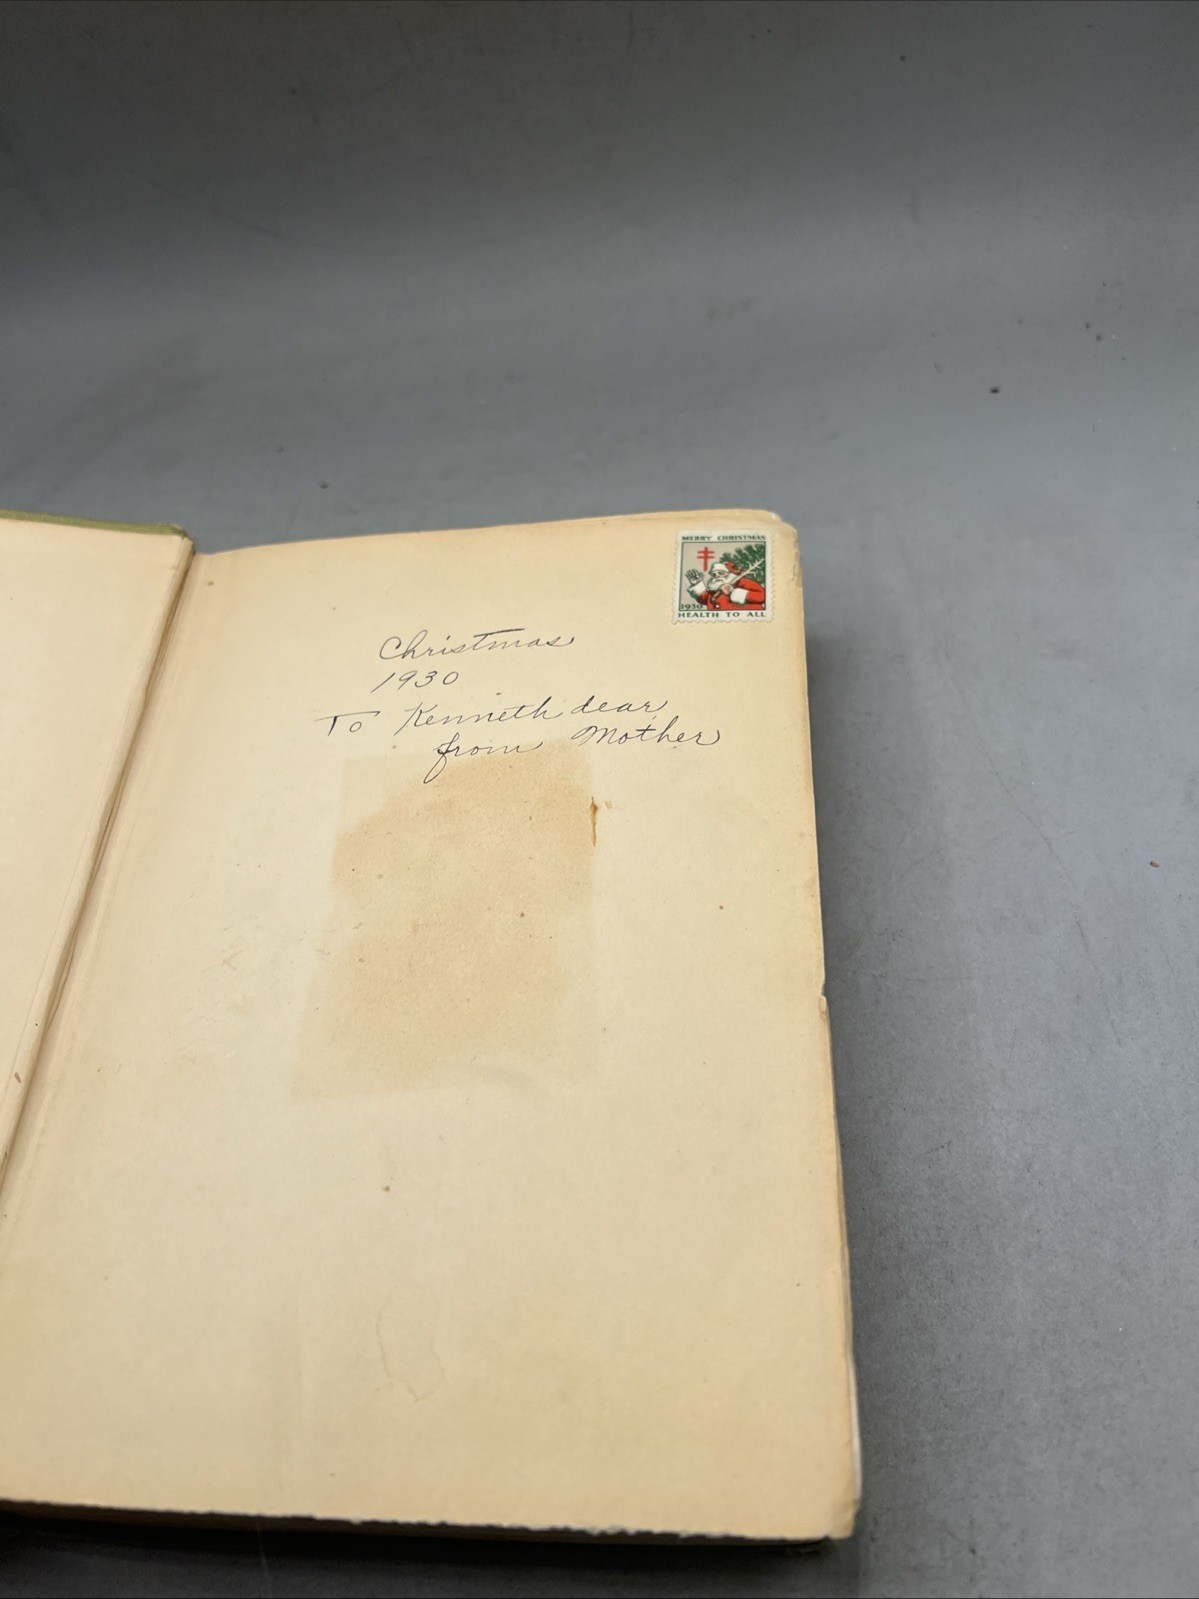 MERRY CHRISTMAS
1930
HEALTH TO ALL
Christmas
1930
To Kenneth dear,
from Mother